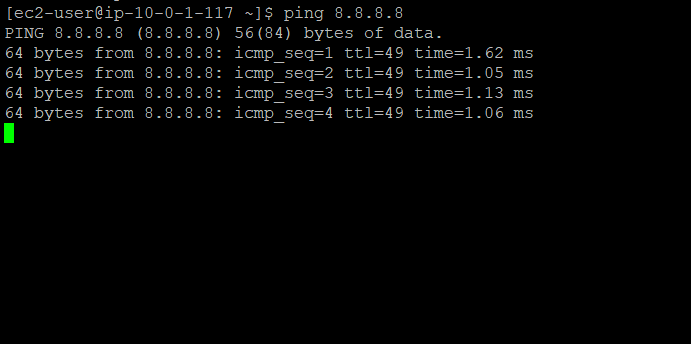 [ec2-user@ip-10-0-1-117 ~]$ ping 8.8.8.8
PING 8.8.8.8 (8.8.8.8) 56(84) bytes of data.
64 bytes from 8.8.8.8: icmp_seq=1 ttl=49 time=1.62 ms
64 bytes from 8.8.8.8: icmp_seq=2 ttl=49 time=1.05 ms
64 bytes from 8.8.8.8: icmp_seq=3 ttl=49 time=1.13 ms
64 bytes from 8.8.8.8: icmp_seq=4 ttl=49 time=1.06 ms